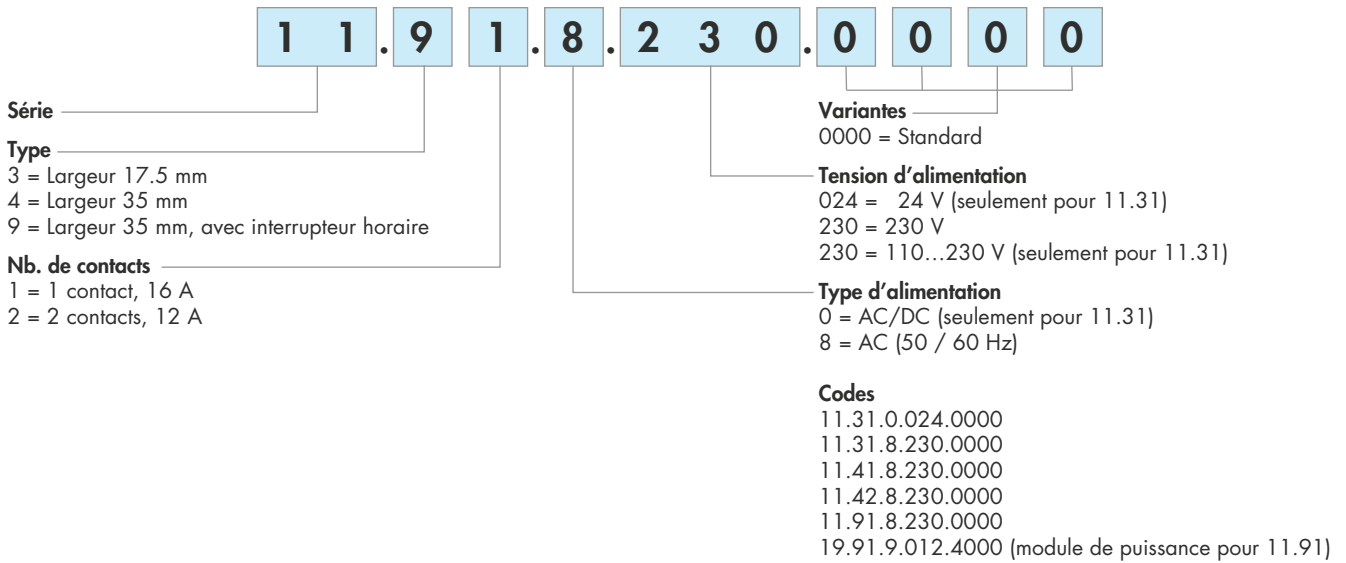 1 1 . 9 1 . 8 . 2 3 0 . 0 0 0 0
Série
Type
3 = Largeur 17.5 mm
4 = Largeur 35 mm
9 = Largeur 35 mm, avec interrupteur horaire
Nb. de contacts
1 = 1 contact, 16 A
2 = 2 contacts, 12 A
Variantes
0000 = Standard
Tension d’alimentation
024 = 24 V (seulement pour 11.31)
230 = 230 V
230 = 110…230 V (seulement pour 11.31)
Type d’alimentation
0 = AC/DC (seulement pour 11.31)
8 = AC (50 / 60 Hz)
Codes
11.31.0.024.0000
11.31.8.230.0000
11.41.8.230.0000
11.42.8.230.0000
11.91.8.230.0000
19.91.9.012.4000 (module de puissance pour 11.91)